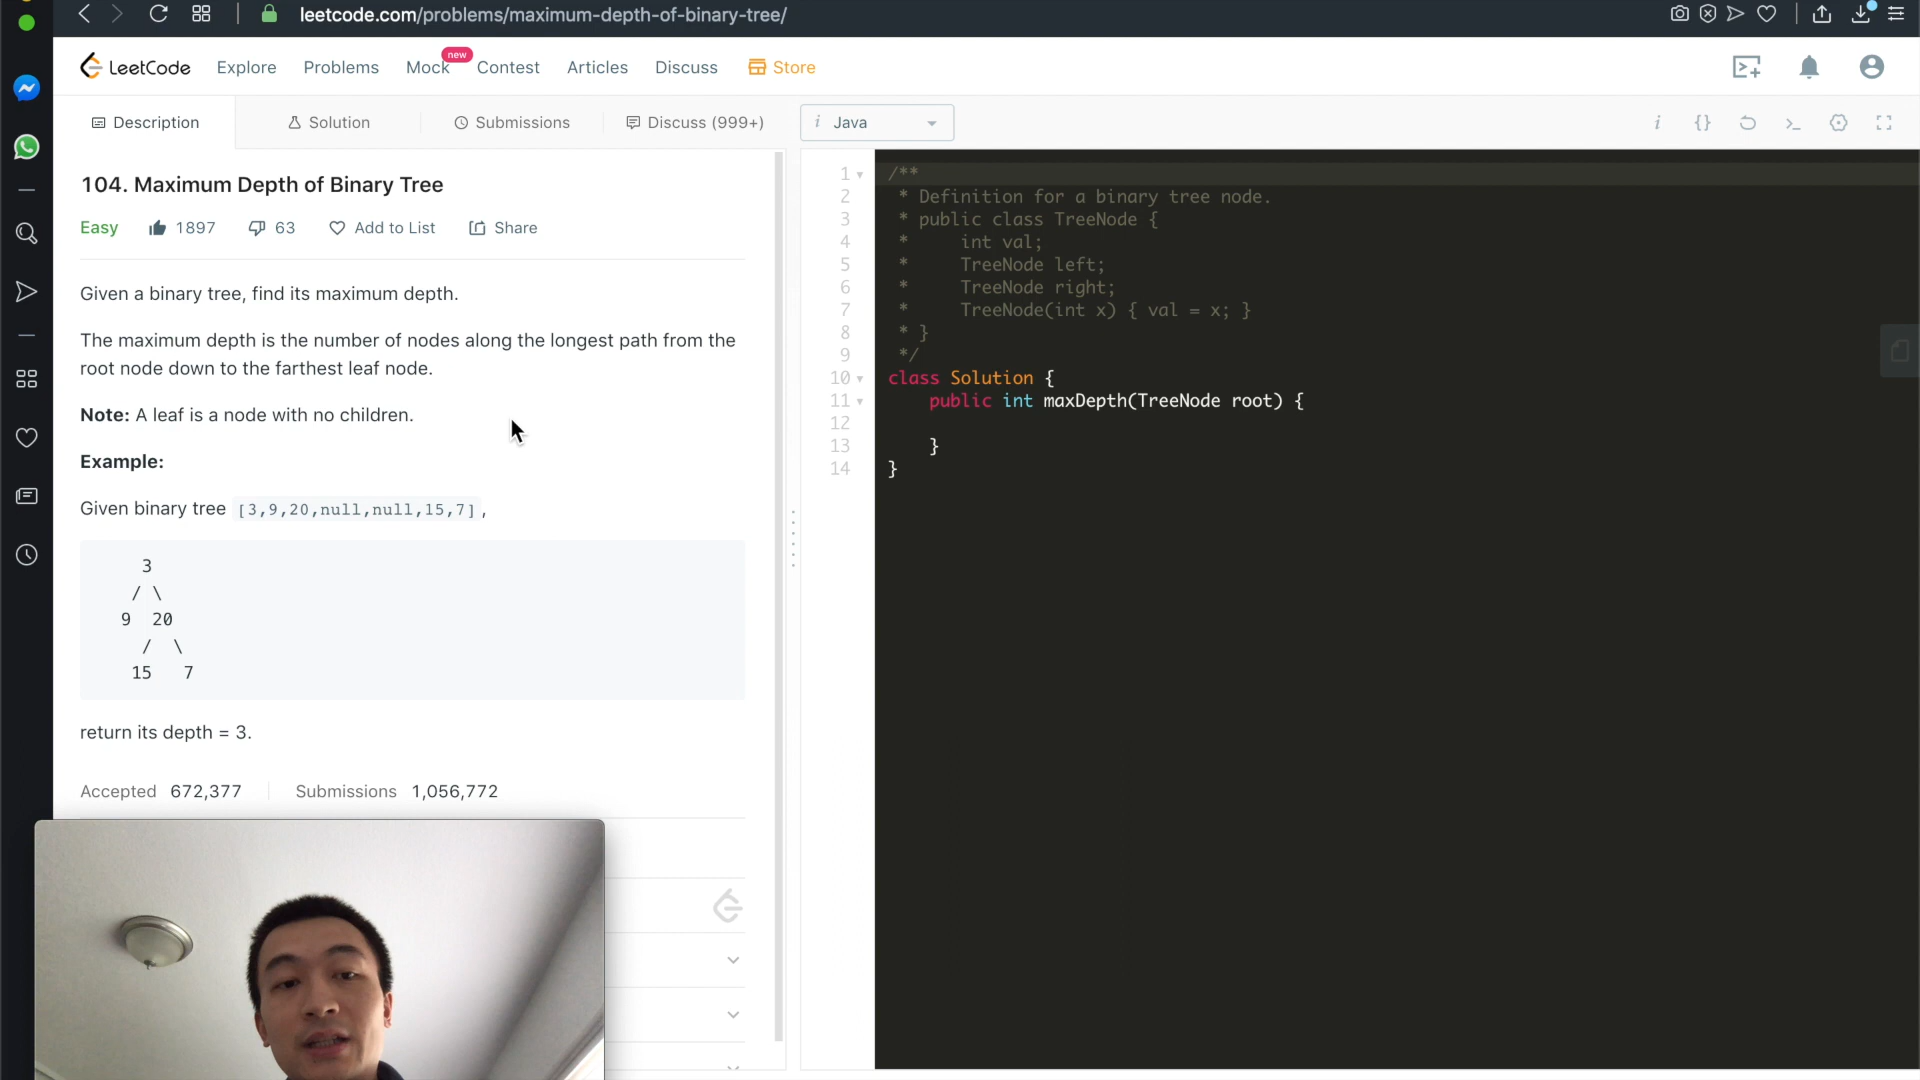 leetcode.com/problems/maximum-depth-of-binary-tree/
LeetCode
Explore
Problems
Mock
new
Contest
Articles
Discuss
Store
Description
Solution
Submissions
Discuss (999+)
i Java
104. Maximum Depth of Binary Tree
Easy
1897
63
Add to List
Share
Given a binary tree, find its maximum depth.
The maximum depth is the number of nodes along the longest path from the
root node down to the farthest leaf node.
Note: A leaf is a node with no children.
Example:
Given binary tree [3,9,20,null,null,15,7],
3
/ \
9 20
/ \
15 7
return its depth = 3.
Accepted 672,377
Submissions 1,056,772
1 /**
2 * Definition for a binary tree node.
3 * public class TreeNode {
4 *     int val;
5 *     TreeNode left;
6 *     TreeNode right;
7 *     TreeNode(int x) { val = x; }
8 * }
9 */
10 class Solution {
11     public int maxDepth(TreeNode root) {
12
13     }
14 }